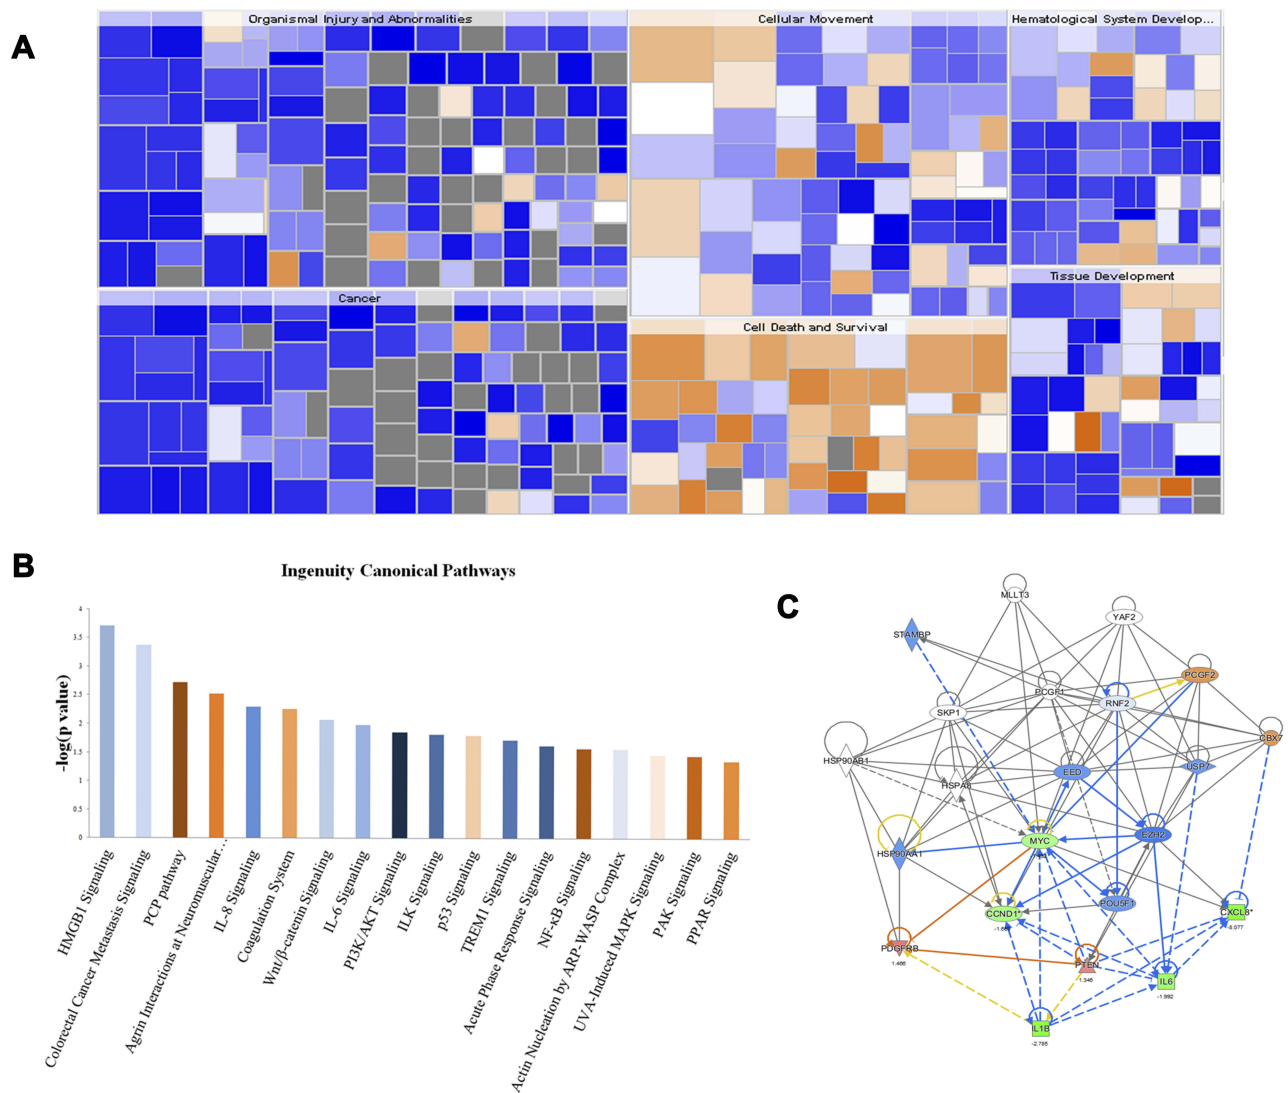 A
Organismal Injury and Abnormalities
Cellular Movement
Hematological System Develop...
Tissue Development
Cancer
Cell Death and Survival
B
Ingenuity Canonical Pathways
-log(p value)
4
3.5
3
2.5
2
1.5
1
0.5
0
HMGB1 Signaling
Colorectal Cancer Metastasis Signaling
PCP pathway
Agrin Interactions at Neuromuscular...
IL-8 Signaling
Coagulation System
Wnt/β-catenin Signaling
IL-6 Signaling
PI3K/AKT Signaling
ILK Signaling
p53 Signaling
TREM1 Signaling
Acute Phase Response Signaling
NF-κB Signaling
Actin Nucleation by ARP-WASP Complex
UVA-Induced MAPK Signaling
PAK Signaling
PPAR Signaling
C
MLLT3
YAF2
STAMBP
PCGF2
PCGF1
RNF2
SKP1
CBX7
HSP90AB1
USP7
EED
HSPA8
EZH2
MYC
HSP90AA1
POU5F1
CCND1*
CXCL8*
-3.077
PDGFRB
1.466
PTEN
1.346
IL6
-1.992
IL1B
-2.786